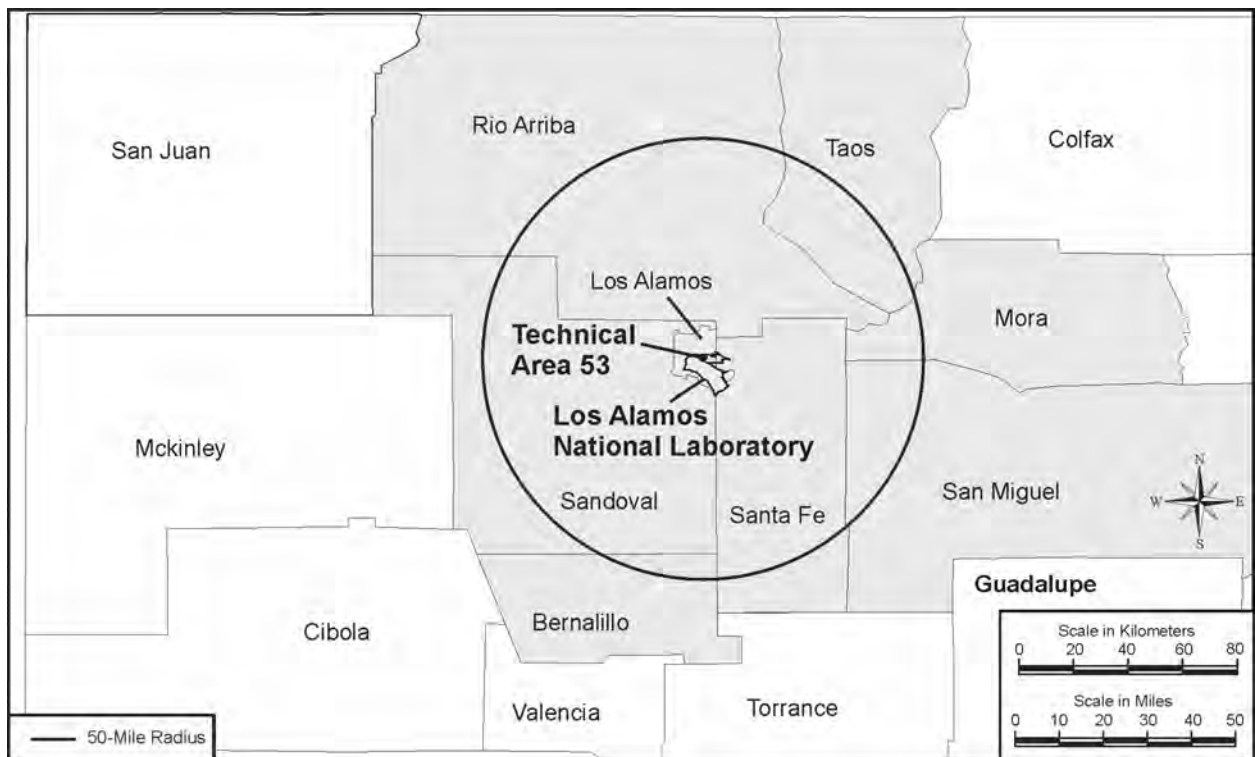 Rio Arriba
San Juan
Taos
Colfax
Los Alamos
Mora
Technical
Area 53
Los Alamos
National Laboratory
Mckinley
Sandoval
Santa Fe
San Miguel
N
W
E
S
Guadalupe
Cibola
Bernalillo
Valencia
Torrance
Scale in Kilometers
0 20 40 60 80
Scale in Miles
0 10 20 30 40 50
50-Mile Radius